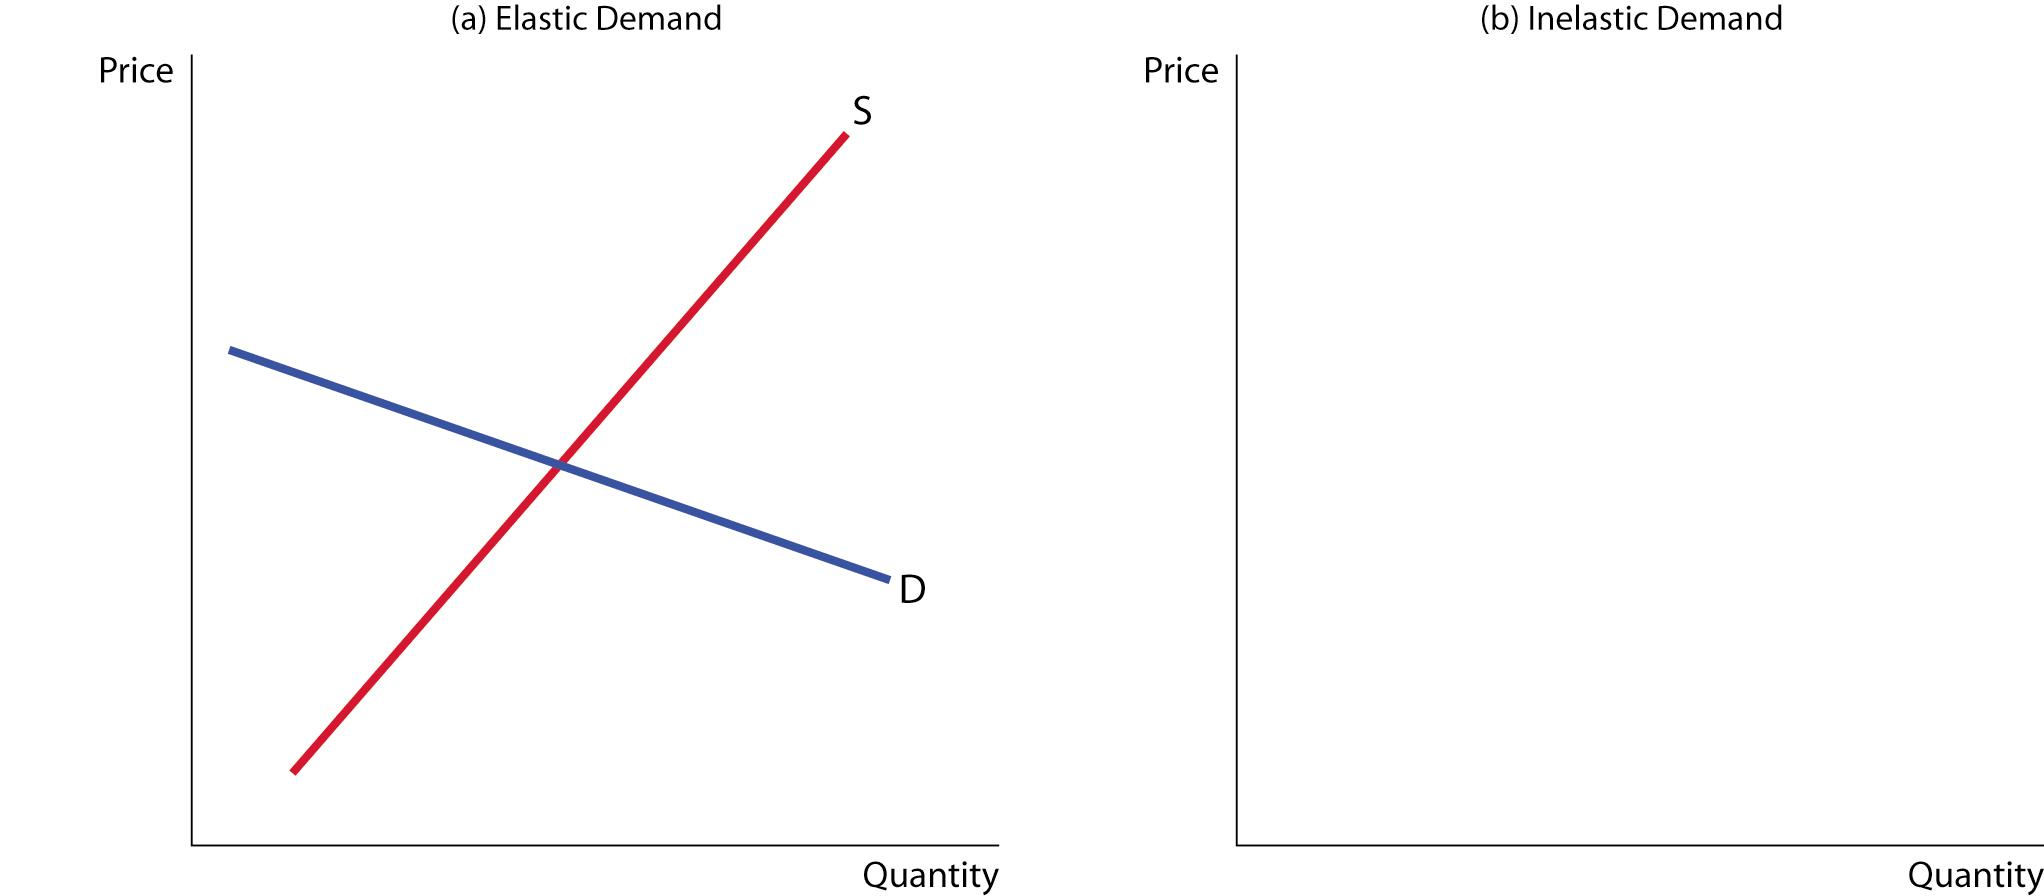 (a) Elastic Demand
Price
S
D
Quantity
(b) Inelastic Demand
Price
Quantity